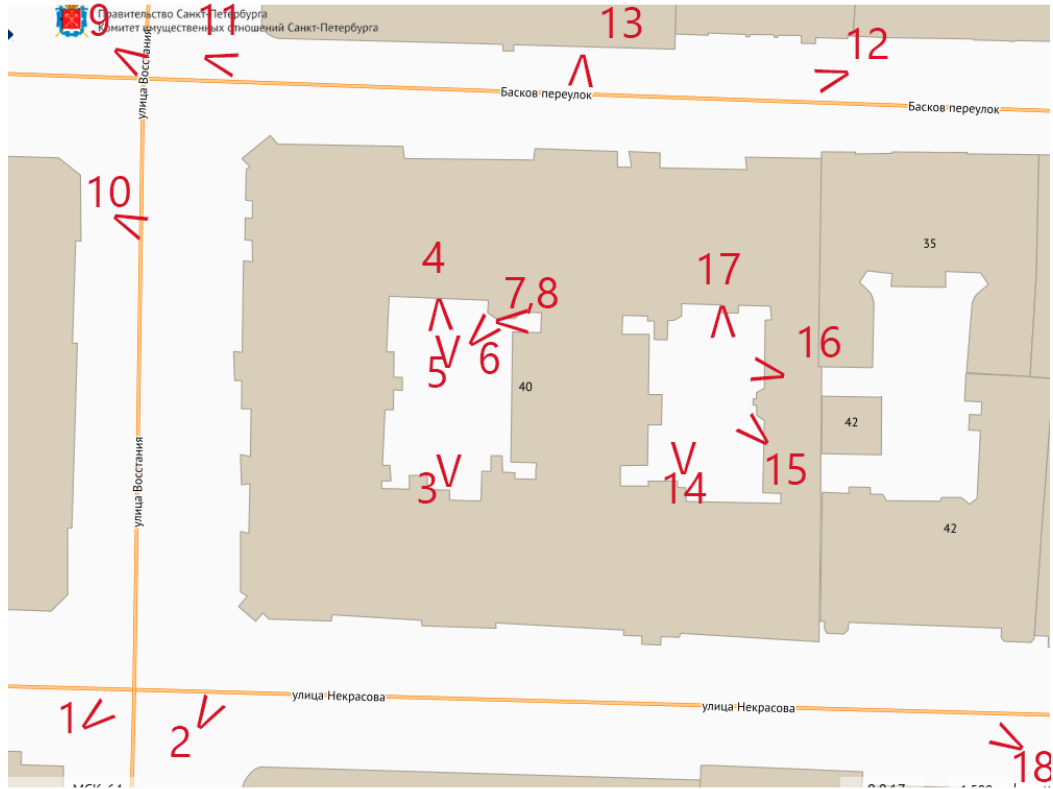 Правительство Санкт-Петербурга
Комитет имущественных отношений Санкт-Петербурга
9
11
13
12
улица Восстания
Басков переулок
Басков переулок
10
35
4
17
7,8
16
5
6
40
42
3
14
15
улица Восстания
42
улица Некрасова
улица Некрасова
1
2
18